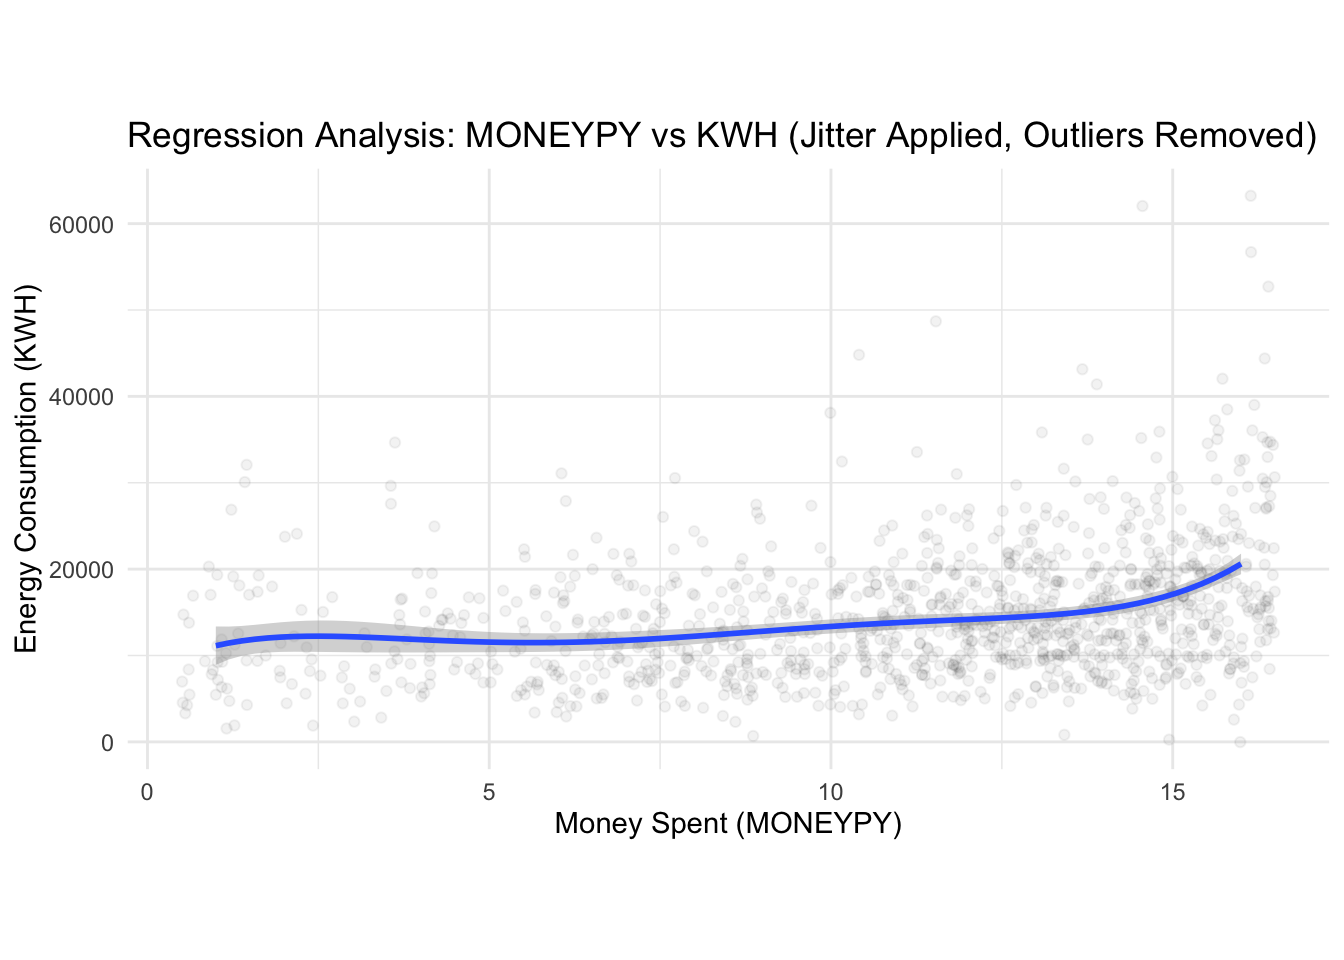 Regression Analysis: MONEYPY vs KWH (Jitter Applied, Outliers Removed)
Energy Consumption (KWH)
60000
40000
20000
0
0 5 10 15
Money Spent (MONEYPY)